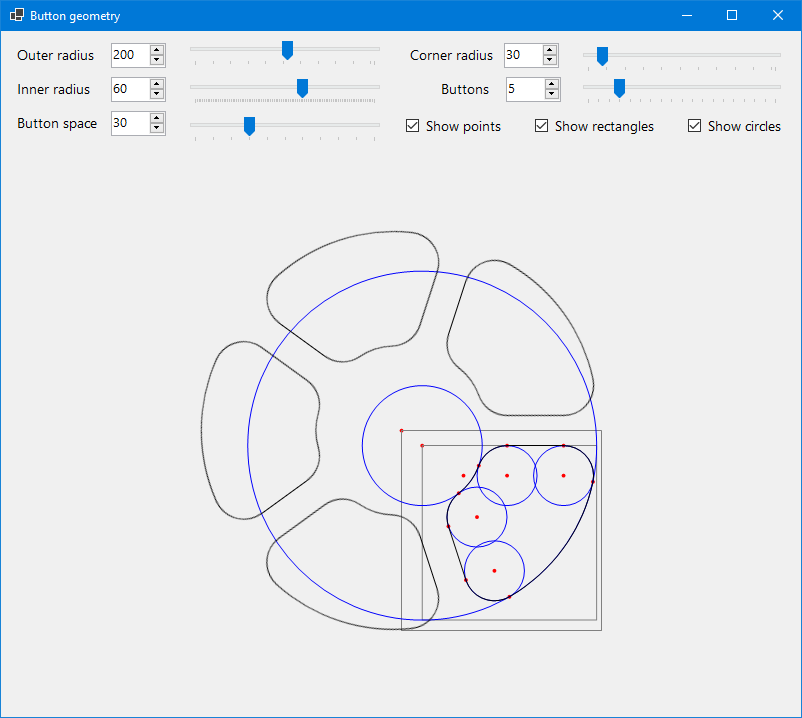 Button geometry
Outer radius 200 Corner radius 30
Inner radius 60 Buttons 5
Button space 30 Show points Show rectangles Show circles